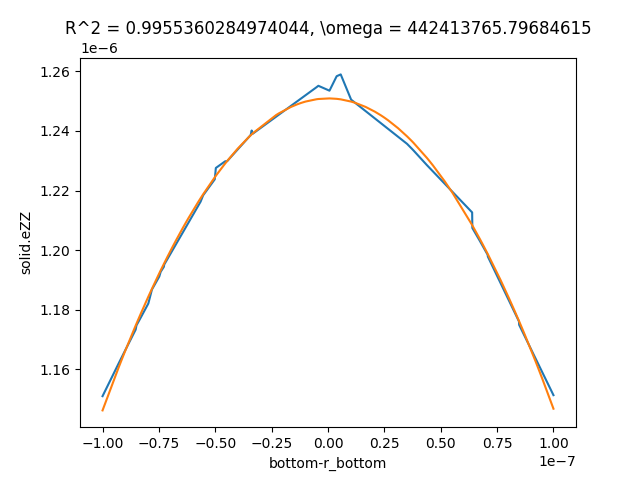 R^2 = 0.9955360284974044, \omega = 442413765.79684615
1e−6
1.26
1.24
1.22
1.20
1.18
1.16
solid.eZZ
−1.00 −0.75 −0.50 −0.25 0.00 0.25 0.50 0.75 1.00
bottom-r_bottom
1e−7